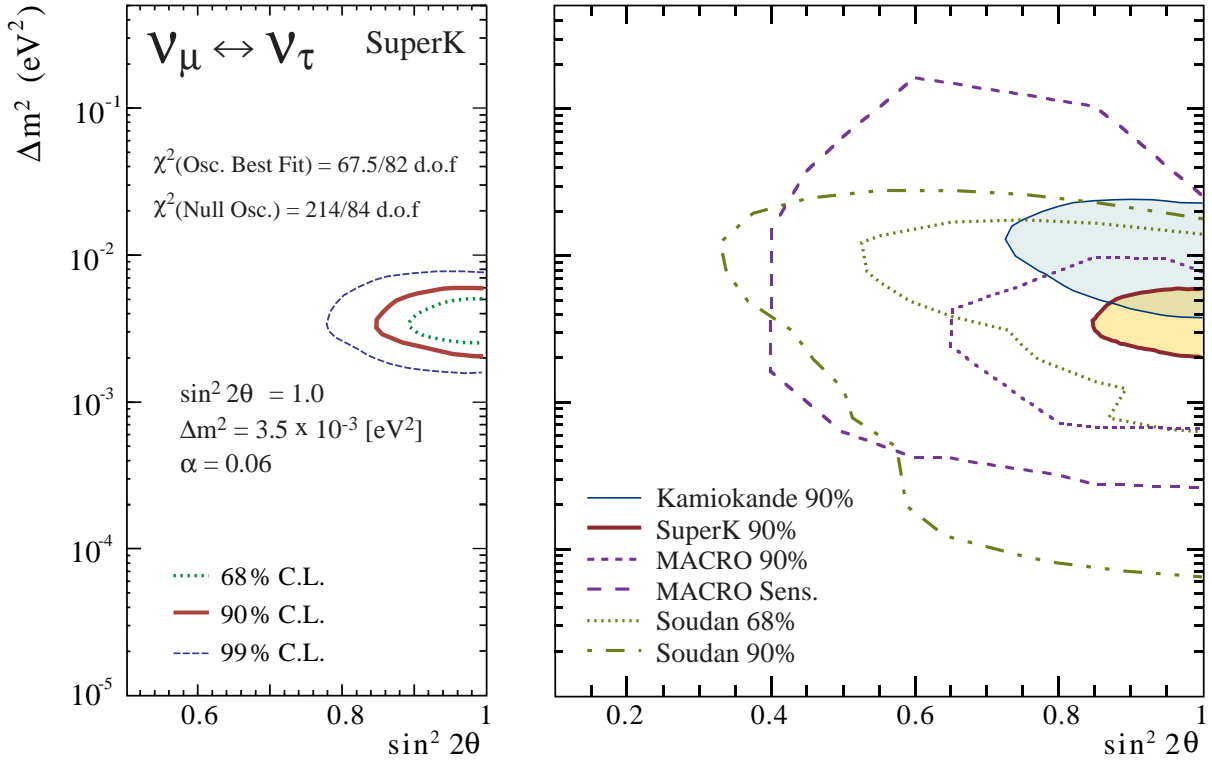 Δm² (eV²)
ν_μ ↔ ν_τ SuperK
χ²(Osc. Best Fit) = 67.5/82 d.o.f
χ²(Null Osc.) = 214/84 d.o.f
sin² 2θ = 1.0
Δm² = 3.5 x 10⁻³ [eV²]
α = 0.06
68% C.L.
90% C.L.
99% C.L.
10⁻¹
10⁻²
10⁻³
10⁻⁴
10⁻⁵
0.6 0.8 1
sin² 2θ
Kamiokande 90%
SuperK 90%
MACRO 90%
MACRO Sens.
Soudan 68%
Soudan 90%
0.2 0.4 0.6 0.8 1
sin² 2θ